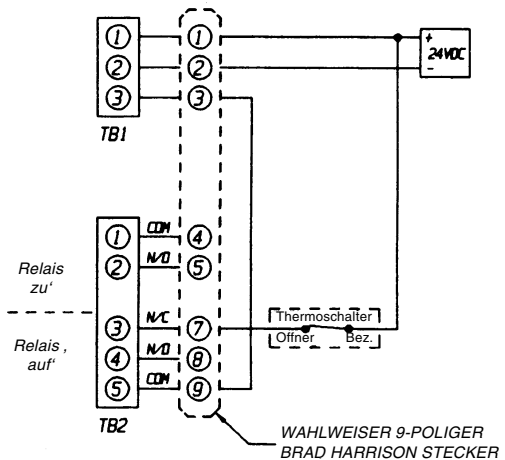 1 1 +
24VDC
2 2 -
3 3
TB1
1 COM 4
2 N/O 5
Relais
zu'
3 N/C 7
Thermoschalter
Offner Bez.
Relais ,
auf'
4 N/O 8
5 COM 9
TB2
WAHLWEISER 9-POLIGER
BRAD HARRISON STECKER